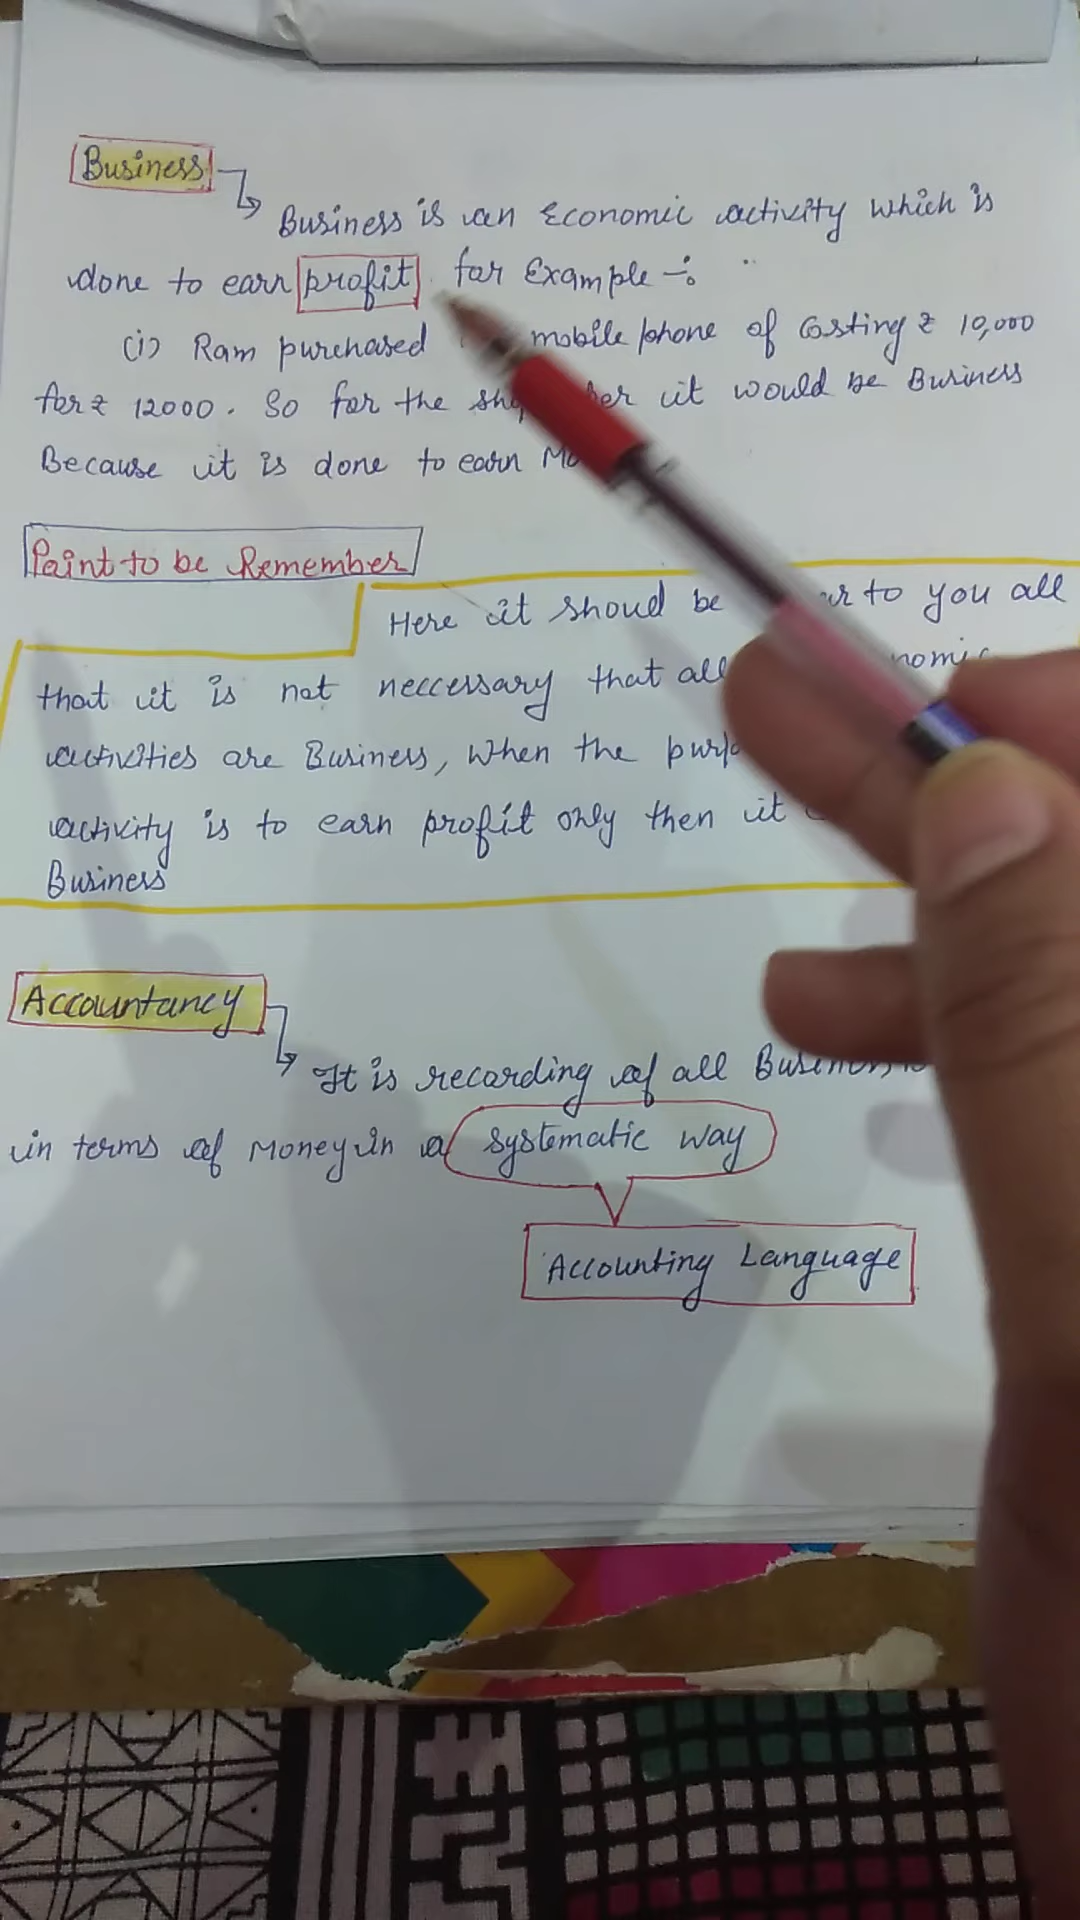 Business
Business is an Economic activity which is
done to earn profit for Example -:
(i) Ram purchased mobile phone of Costing ₹ 10,000
for ₹ 12000. So for the it would be Business
Because it is done to earn
Point to be Remember
Here it shoud be to you all
that it is not neccessary that all
activities are Business, When the
activity is to earn profit only then it
Business
Accountancy
It is recording of all
in terms of Money in a systematic way
Accounting Language